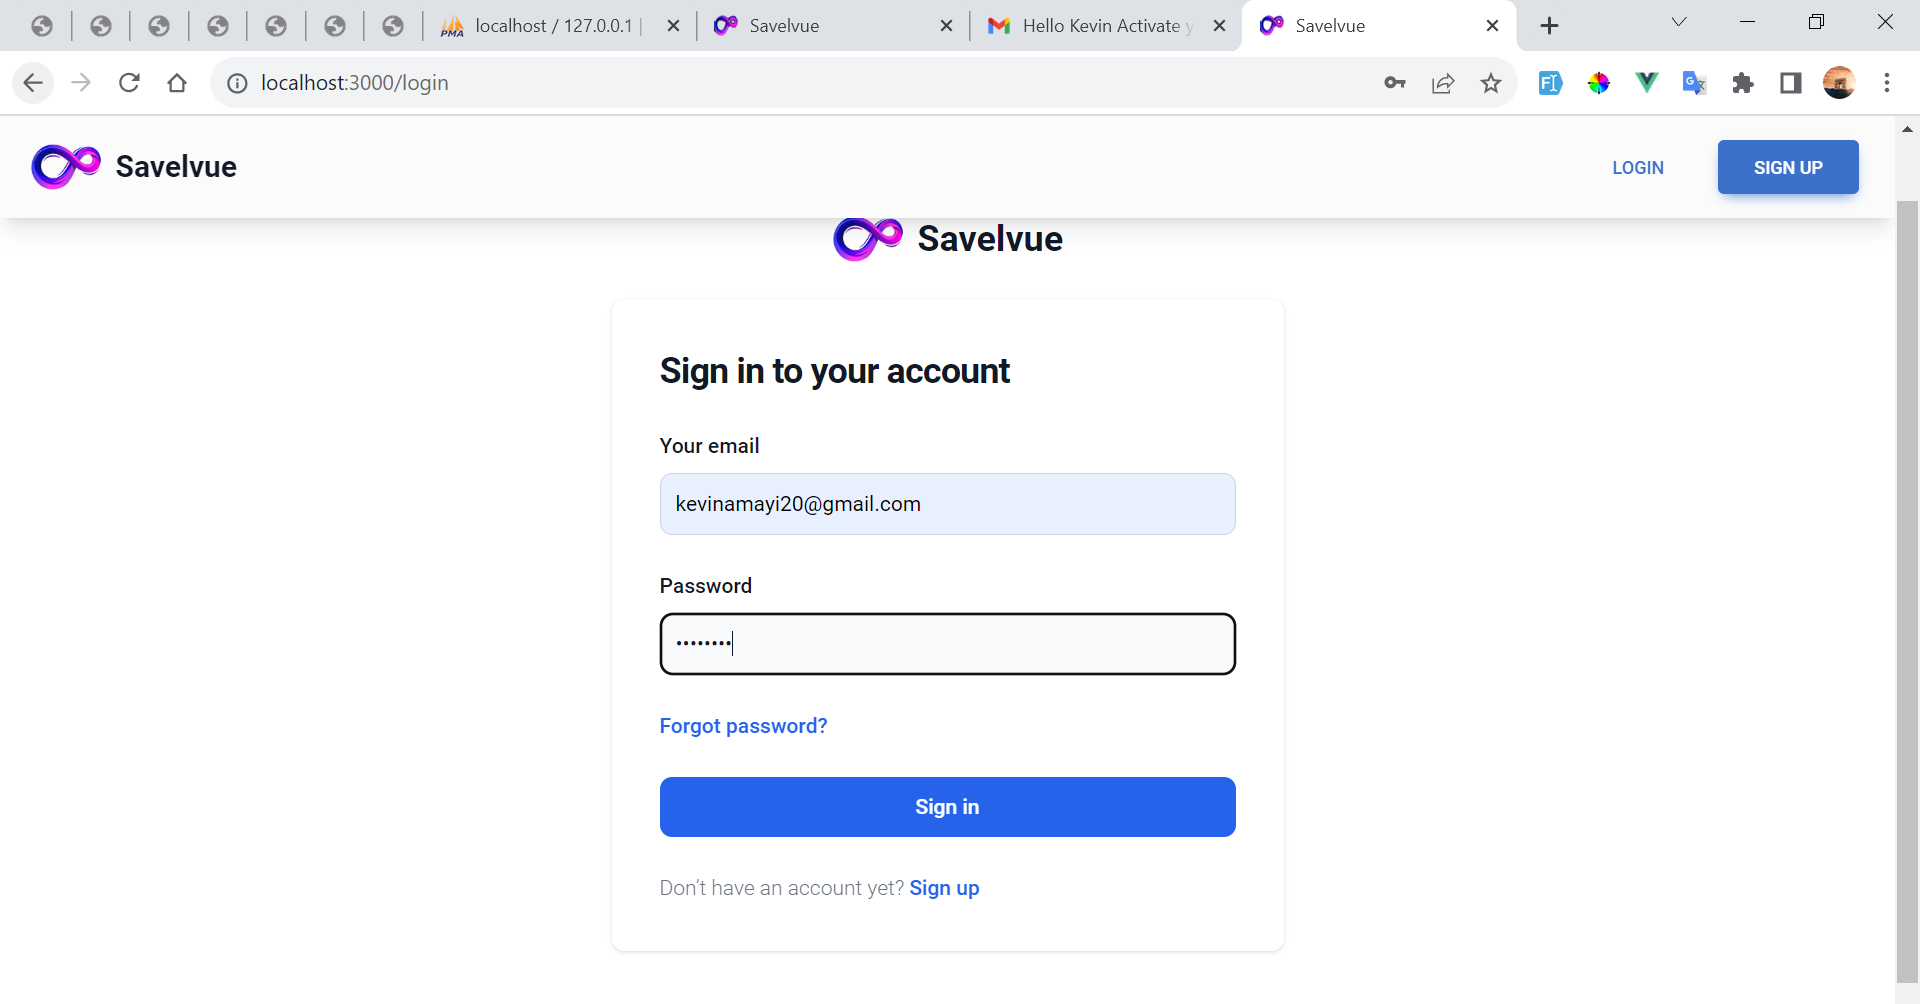 PMA localhost / 127.0.0.1 |
Savelvue
Hello Kevin Activate y
Savelvue
localhost:3000/login
Savelvue
LOGIN
SIGN UP
Savelvue
Sign in to your account
Your email
kevinamayi20@gmail.com
Password
••••••••
Forgot password?
Sign in
Don’t have an account yet? Sign up